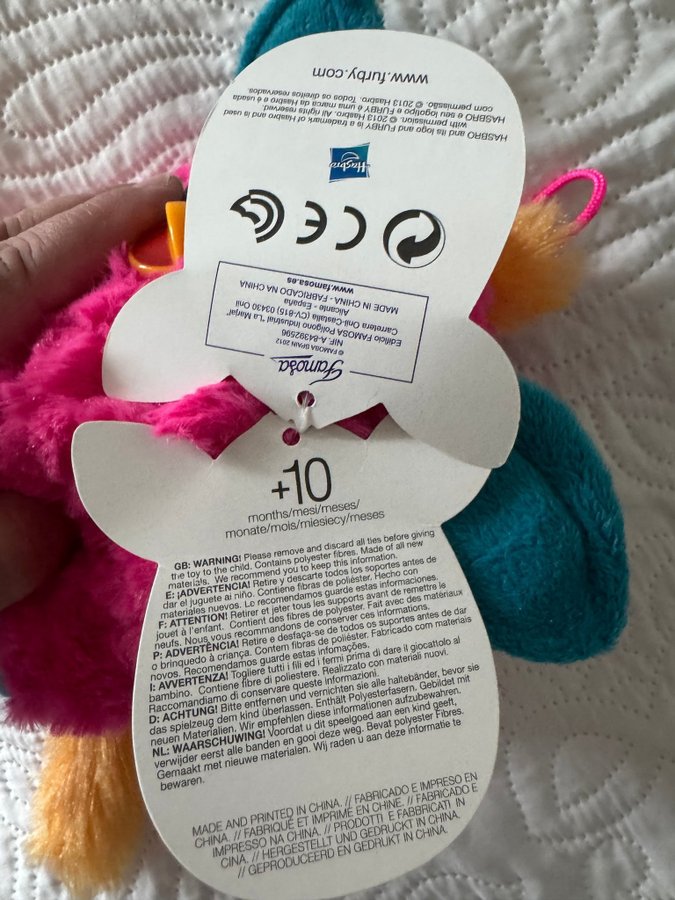 www.furby.com
HASBRO and its logo and FURBY is a trademark of Hasbro and is used
with permission. © 2013 Hasbro. All rights reserved.
HASBRO e seu logotipo e FURBY é uma marca da Hasbro e é usada
com permissão. © 2013 Hasbro. Todos os direitos reservados.
Hasbro
CE
Famosa
© FAMOSA SPAIN 2012
NIF. A-84392596
Edificio FAMOSA Polígono Industrial "La Marjal"
Carretera Onil-Castalla (CV-815) 03430 Onil
Alicante - España
MADE IN CHINA - FABRICADO NA CHINA
www.famosa.es
+10
months/mesi/meses/
monate/mois/miesiecy/meses
GB: WARNING! Please remove and discard all ties before giving
the toy to the child. Contains polyester fibres. Made of all new
materials. We recommend you to keep this information.
E: ¡ADVERTENCIA! Retire y descarte todos los soportes antes de
dar el juguete al niño. Contiene fibras de poliéster. Hecho con
materiales nuevos. Le recomendamos guarde estas informaciones.
F: ATTENTION! Retirer et jeter tous les supports avant de remettre le
jouet à l'enfant. Contient des fibres de polyester. Fait avec des matériaux
neufs. Nous vous recommandons de conserver ces informations.
P: ADVERTÊNCIA! Retire e desfaça-se de todos os suportes antes de dar
o brinquedo à criança. Contem fibras de poliéster. Fabricado com materiais
novos. Recomendamos guarde estas infomações.
I: AVVERTENZA! Togliere tutti i fili ed i fermi prima di dare il giocattolo al
bambino. Contiene fibre di poliestere. Realizzato con materiali nuovi.
Raccomandiamo di conservare queste informazioni.
D: ACHTUNG! Bitte entfernen und vernichten sie alle haltebänder, bevor sie
das spielzeug dem kind überlassen. Enthält Polyesterfasern. Gebildet mit
neuen Materialien. Wir empfehlen diese informationen aufzubewahren.
NL: WAARSCHUWING! Voordat u dit speelgoed aan een kind geeft,
verwijder eerst alle banden en gooi deze weg. Bevat polyester Fibres.
Gemaakt met nieuwe materialen. Wij raden u aan deze informatie te
bewaren.
MADE AND PRINTED IN CHINA. // FABRICADO E IMPRESO EN
CHINA. // FABRIQUÉ ET IMPRIMÉ EN CHINE. // FABRICADO E
IMPRESSO NA CHINA. // PRODOTTI E FABBRICATI IN
CINA. // HERGESTELLT UND GEDRUCKT IN CHINA.
// GEPRODUCEERD EN GEDRUKT IN CHINA.